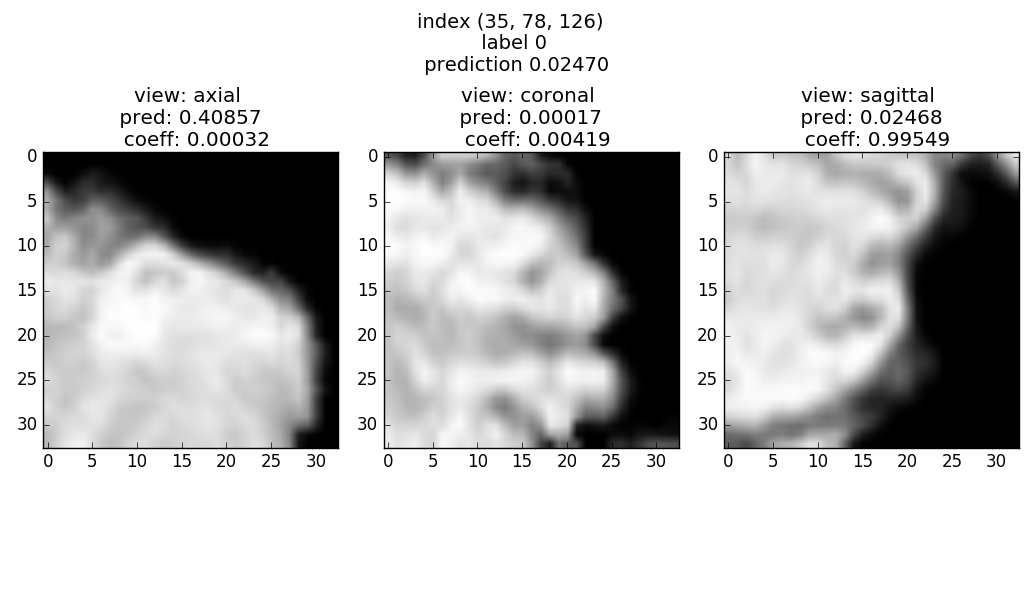 index (35, 78, 126)
label 0
prediction 0.02470
view: axial
pred: 0.40857
coeff: 0.00032
0
5
10
15
20
25
30
0 5 10 15 20 25 30
view: coronal
pred: 0.00017
coeff: 0.00419
0
5
10
15
20
25
30
0 5 10 15 20 25 30
view: sagittal
pred: 0.02468
coeff: 0.99549
0
5
10
15
20
25
30
0 5 10 15 20 25 30